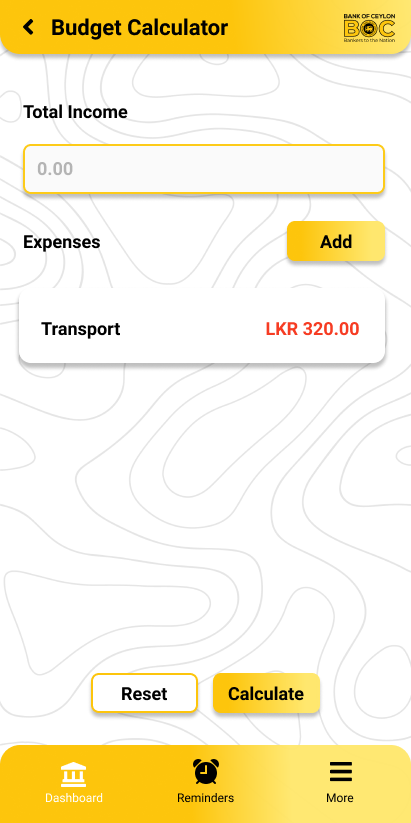 Budget Calculator
BANK OF CEYLON
BOC
Bankers to the Nation
Total Income
0.00
Expenses
Add
Transport LKR 320.00
Reset Calculate
Dashboard Reminders More